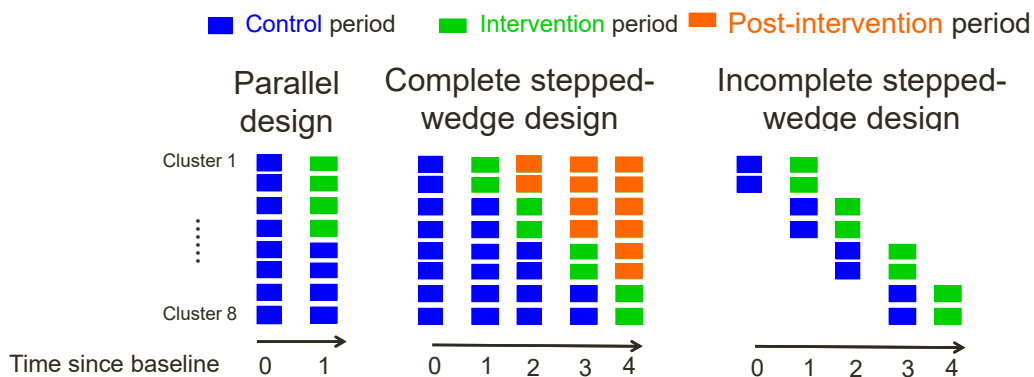 Control period Intervention period Post-intervention period
Parallel design
Complete stepped-
wedge design
Incomplete stepped-
wedge design
Cluster 1
......
Cluster 8
Time since baseline 0 1 0 1 2 3 4 0 1 2 3 4